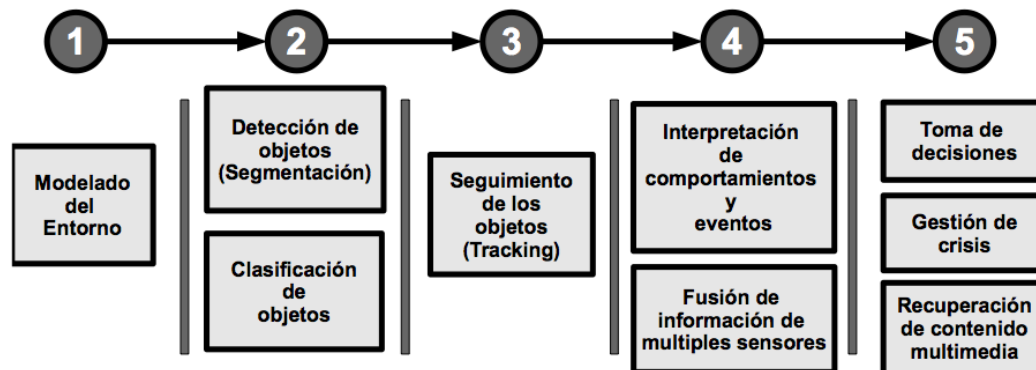 1
2
3
4
5
Modelado
del
Entorno
Detección de
objetos
(Segmentación)
Clasificación
de
objetos
Seguimiento
de los
objetos
(Tracking)
Interpretación
de
comportamientos
y
eventos
Fusión de
información de
multiples sensores
Toma de
decisiones
Gestión de
crisis
Recuperación
de contenido
multimedia